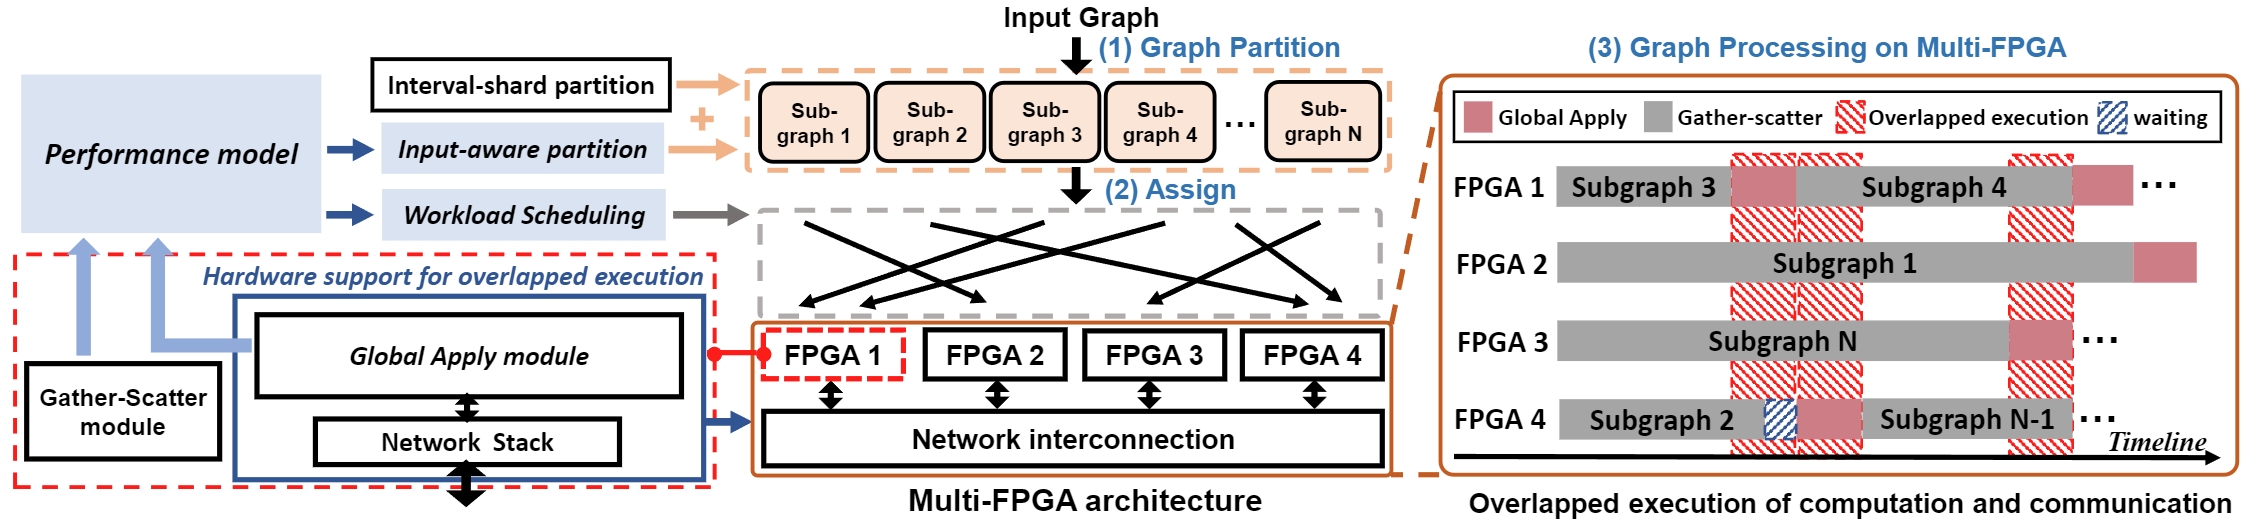 Input Graph
(1) Graph Partition
Interval-shard partition
+
Performance model
Input-aware partition
Workload Scheduling
Sub-
graph 1
Sub-
graph 2
Sub-
graph 3
Sub-
graph 4
...
Sub-
graph N
(2) Assign
Hardware support for overlapped execution
Global Apply module
Gather-Scatter
module
Network Stack
FPGA 1
FPGA 2
FPGA 3
FPGA 4
Network interconnection
Multi-FPGA architecture
(3) Graph Processing on Multi-FPGA
Global Apply
Gather-scatter
Overlapped execution
waiting
FPGA 1
Subgraph 3
Subgraph 4
...
FPGA 2
Subgraph 1
FPGA 3
Subgraph N
...
FPGA 4
Subgraph 2
Subgraph N-1
...
Timeline
Overlapped execution of computation and communication